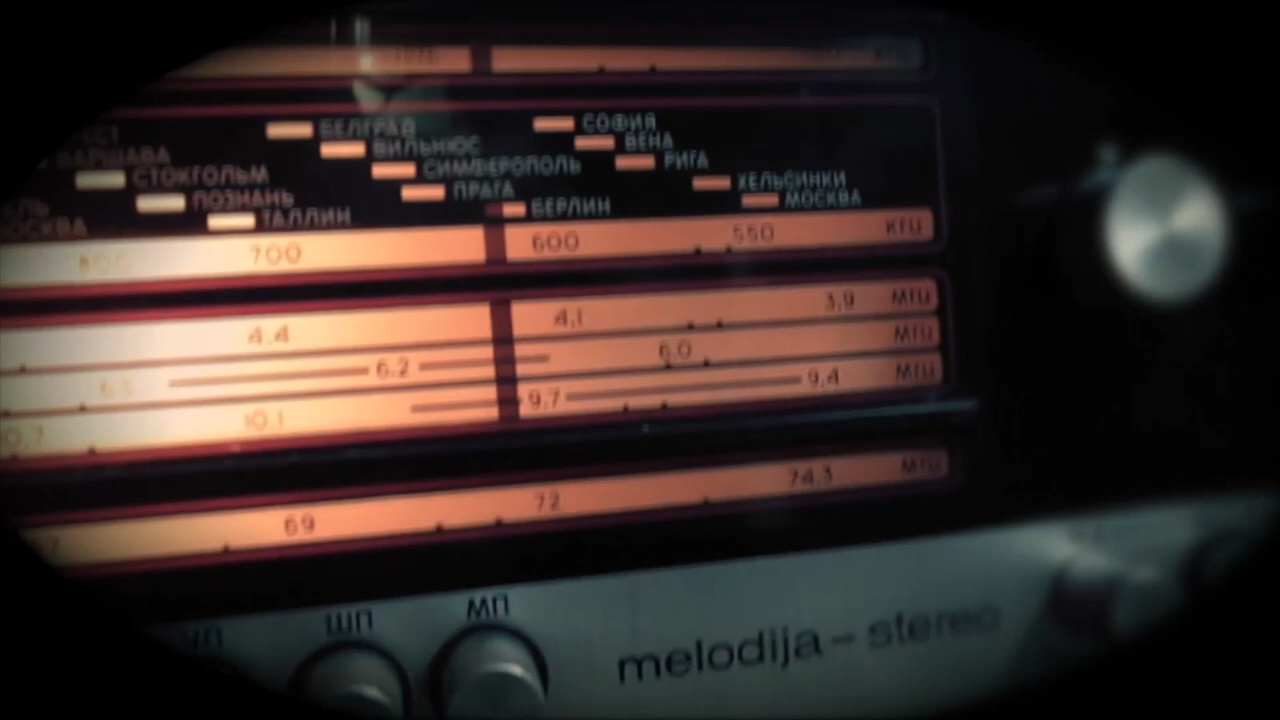 БЕЛГРАД СОФИЯ
ВИЛЬНЮС ВЕНА
ВАРШАВА СИМФЕРОПОЛЬ РИГА
СТОКГОЛЬМ ПРАГА ХЕЛЬСИНКИ
ПОЗНАНЬ БЕРЛИН МОСКВА
ТАЛЛИН
800 700 600 550 КГЦ
4,4 4,1 3,9 МГЦ
6,2 6,0 МГЦ
10,1 9,7 9,4 МГЦ
69 72 74,3 МГЦ
ШП МП
melodija – stereo